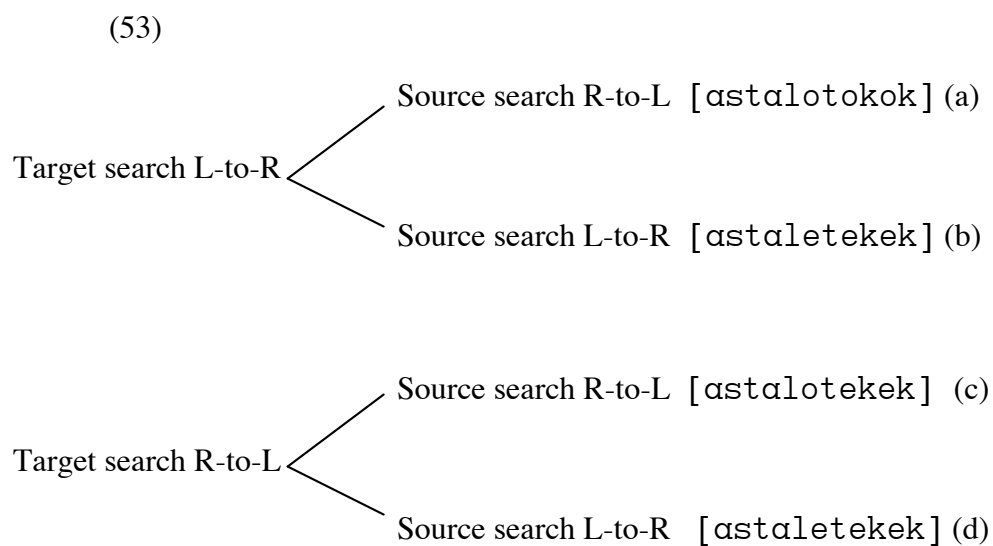 (53)
Source search R-to-L [ɑstɑlotokok] (a)
Target search L-to-R
Source search L-to-R [ɑstɑletekek] (b)
Source search R-to-L [ɑstɑlotekek] (c)
Target search R-to-L
Source search L-to-R [ɑstɑletekek] (d)